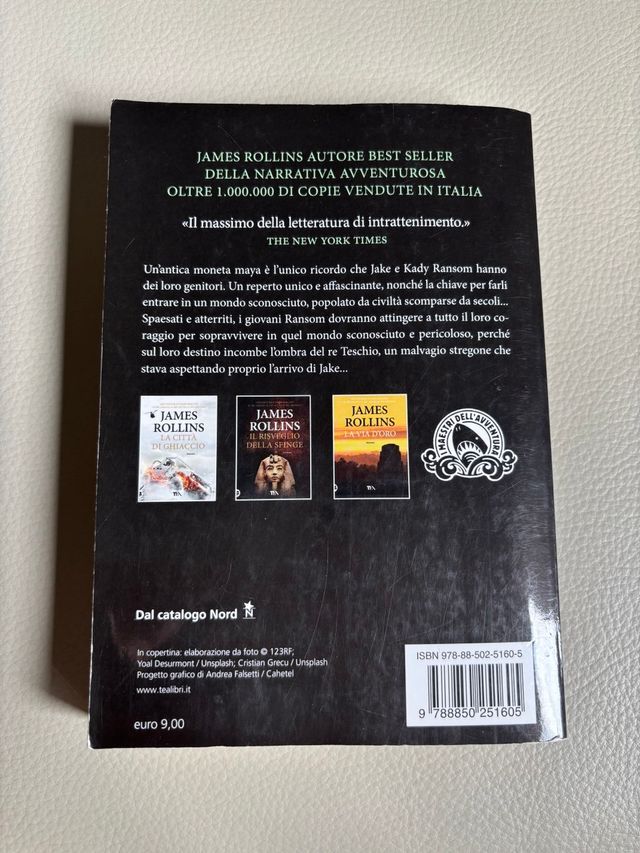 JAMES ROLLINS AUTORE BEST SELLER
DELLA NARRATIVA AVVENTUROSA
OLTRE 1.000.000 DI COPIE VENDUTE IN ITALIA
«Il massimo della letteratura di intrattenimento.»
THE NEW YORK TIMES
Un'antica moneta maya è l'unico ricordo che Jake e Kady Ransom hanno
dei loro genitori. Un reperto unico e affascinante, nonché la chiave per farli
entrare in un mondo sconosciuto, popolato da civiltà scomparse da secoli...
Spaesati e atterriti, i giovani Ransom dovranno attingere a tutto il loro co-
raggio per sopravvivere in quel mondo sconosciuto e pericoloso, perché
sul loro destino incombe l'ombra del re Teschio, un malvagio stregone che
stava aspettando proprio l'arrivo di Jake...
JAMES
ROLLINS
LA CITTÀ
DI GHIACCIO
TEA
JAMES
ROLLINS
IL RISVEGLIO
DELLA SFINGE
TEA
JAMES
ROLLINS
LA VIA D'ORO
TEA
I MAESTRI DELL'AVVENTURA
Dal catalogo Nord N
In copertina: elaborazione da foto © 123RF;
Yoal Desurmont / Unsplash; Cristian Grecu / Unsplash
Progetto grafico di Andrea Falsetti / Cahetel
www.tealibri.it
euro 9,00
ISBN 978-88-502-5160-5
9 788850 251605